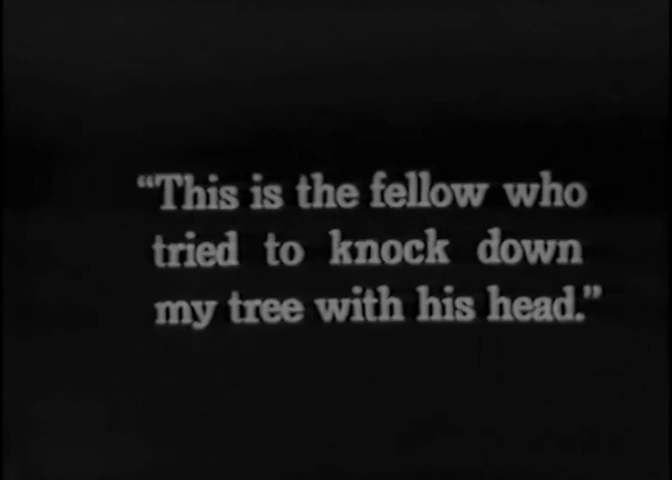 “This is the fellow who
tried to knock down
my tree with his head.”